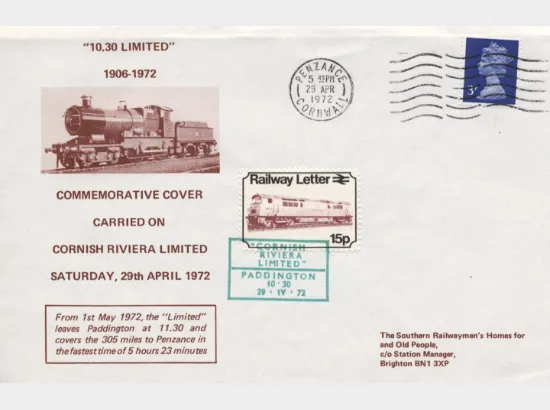 "10.30 LIMITED"
1906-1972
COMMEMORATIVE COVER
CARRIED ON
CORNISH RIVIERA LIMITED
SATURDAY, 29th APRIL 1972
From 1st May 1972, the "Limited"
leaves Paddington at 11.30 and
covers the 305 miles to Penzance in
the fastest time of 5 hours 23 minutes
PENZANCE
29 APR
1972
CORNWALL
3P
Railway Letter
15p
"CORNISH
RIVIERA
LIMITED"
PADDINGTON
10·30
29 · IV · 72
The Southern Railwaymen's Homes for
and Old People,
c/o Station Manager,
Brighton BN1 3XP